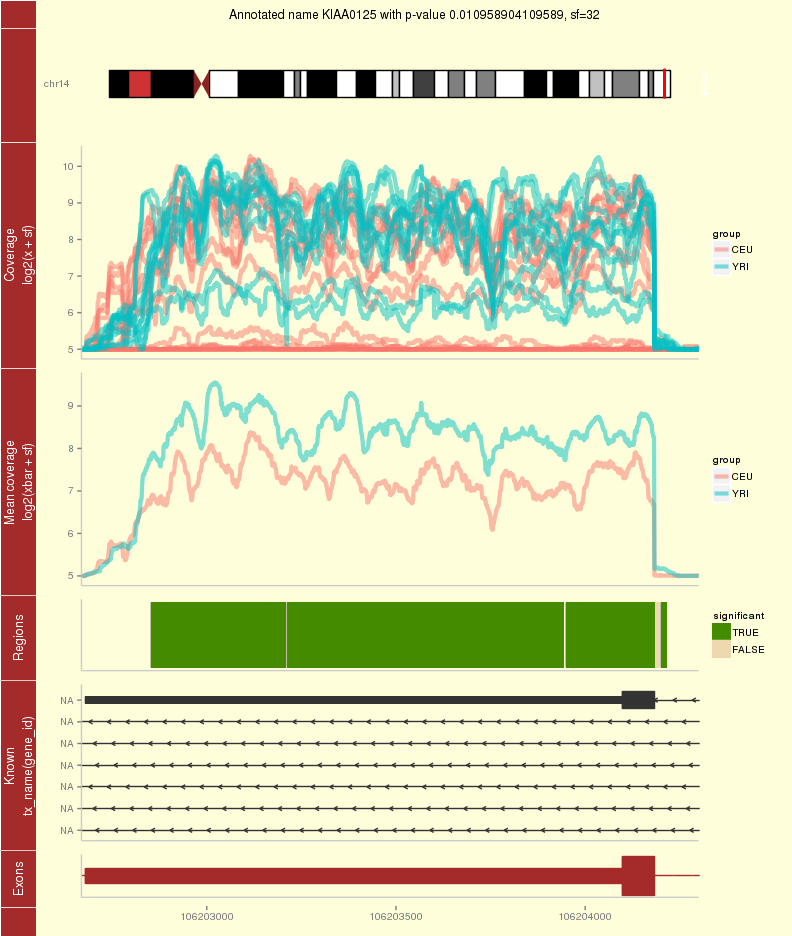 Annotated name KIAA0125 with p-value 0.010958904109589, sf=32
chr14
Coverage
log2(x + sf)
10
9
8
7
6
5
group
CEU
YRI
Mean coverage
log2(xbar + sf)
9
8
7
6
5
group
CEU
YRI
Regions
significant
TRUE
FALSE
Known
tx_name(gene_id)
NA
NA
NA
NA
NA
NA
NA
Exons
106203000
106203500
106204000